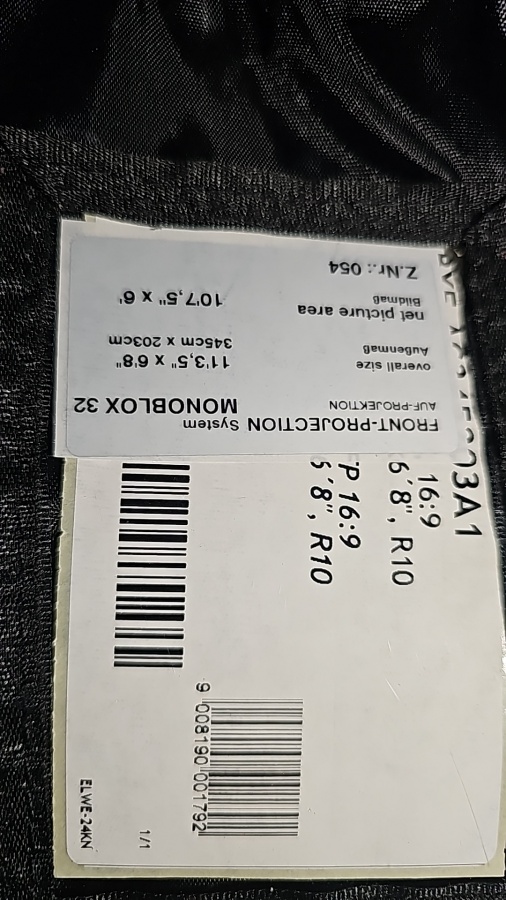 FRONT-PROJECTION System MONOBLOX 32
AUF-PROJEKTION
overall size 11'3,5" x 6'8"
Außenmaß 345cm x 203cm
net picture area 10'7,5" x 6'
Bildmaß
Z.Nr.: 054
3A1
16:9
6´8", R10
P 16:9
6´8", R10
9 008190 001792
1/1
ELWE-24KN